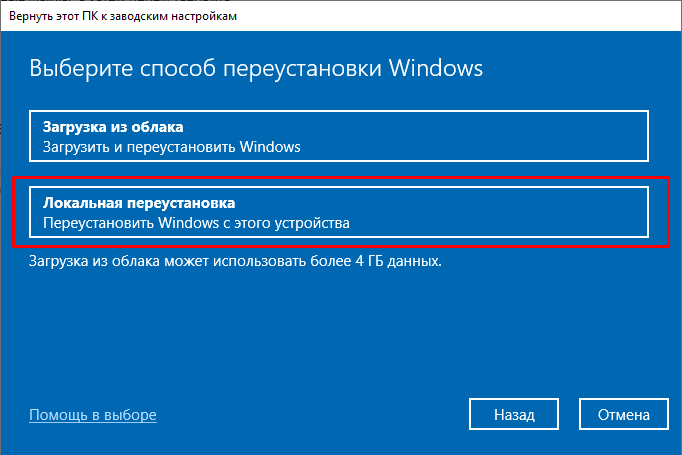 Вернуть этот ПК к заводским настройкам
Выберите способ переустановки Windows
Загрузка из облака
Загрузить и переустановить Windows
Локальная переустановка
Переустановить Windows с этого устройства
Загрузка из облака может использовать более 4 ГБ данных.
Помощь в выборе
Назад
Отмена